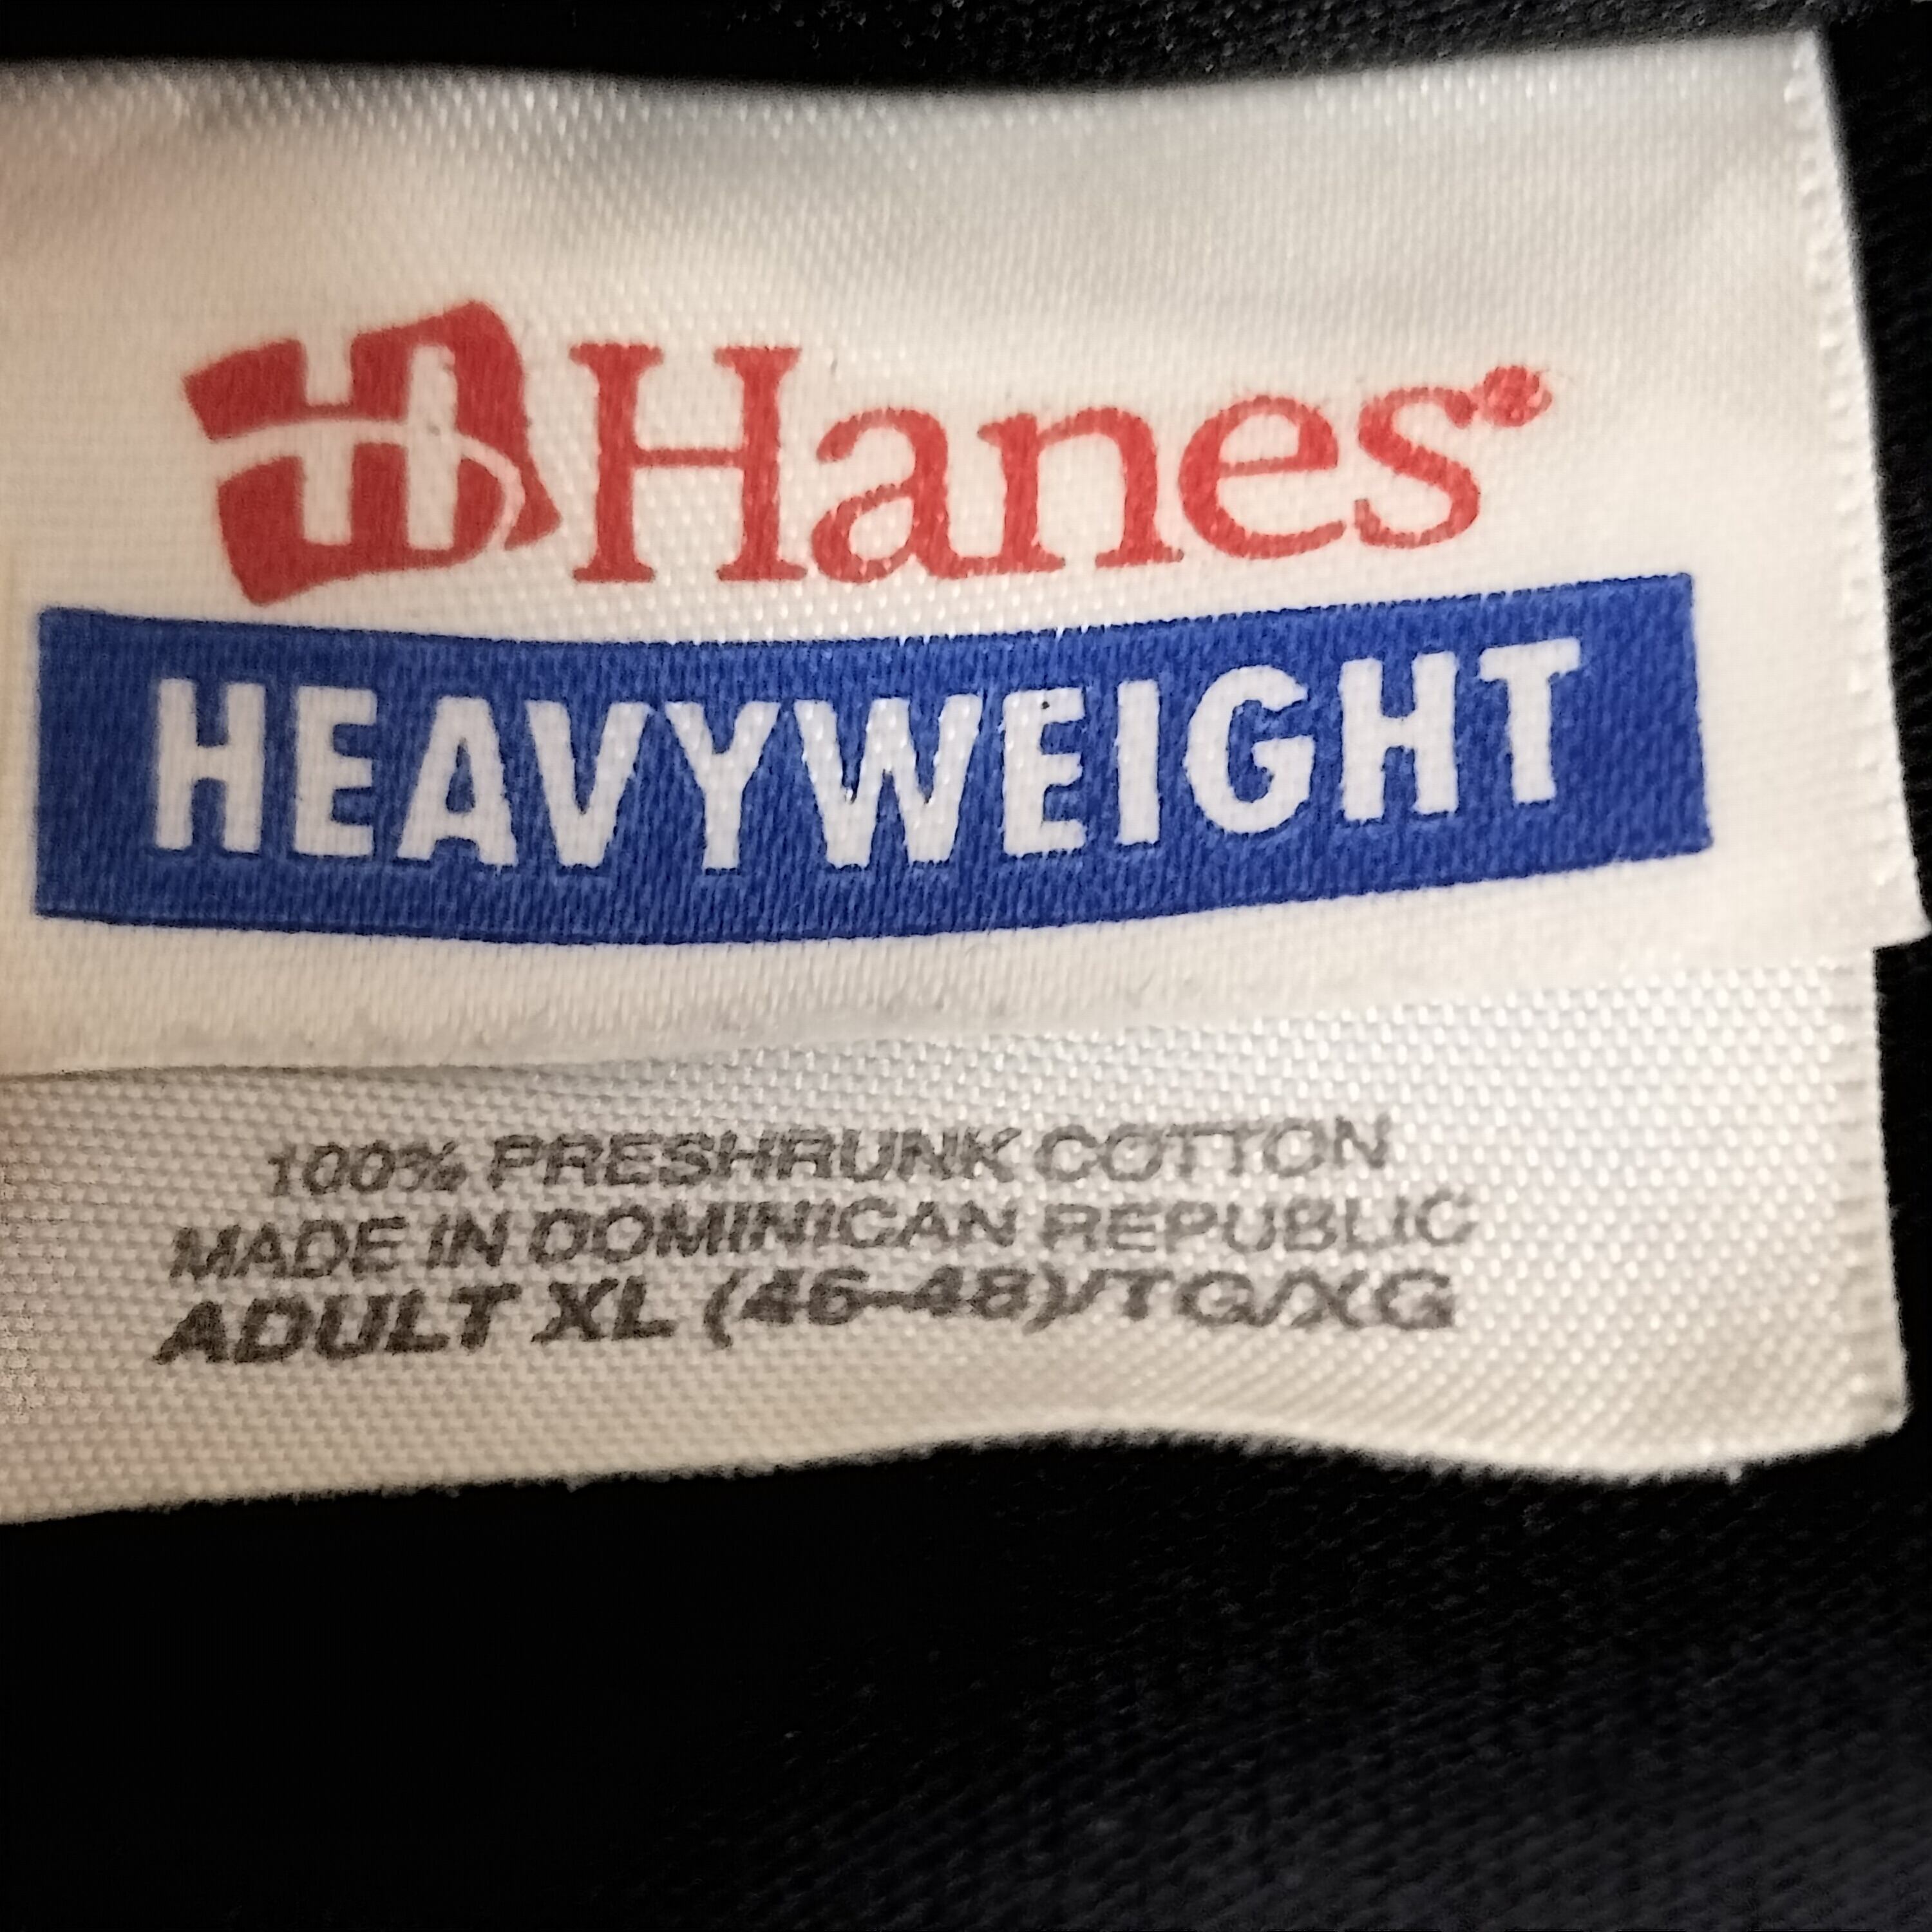 Hanes®
HEAVYWEIGHT
100% PRESHRUNK COTTON
MADE IN DOMINICAN REPUBLIC
ADULT XL (46-48)/TG/XG